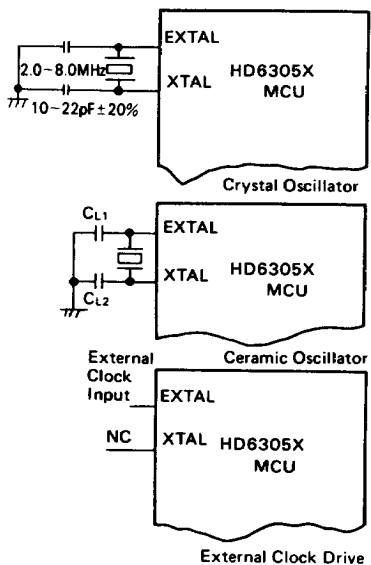 EXTAL
2.0~8.0MHz
XTAL
HD6305X
MCU
10~22pF±20%
Crystal Oscillator
CL1
EXTAL
XTAL
HD6305X
MCU
CL2
Ceramic Oscillator
External
Clock
Input
EXTAL
NC
XTAL
HD6305X
MCU
External Clock Drive